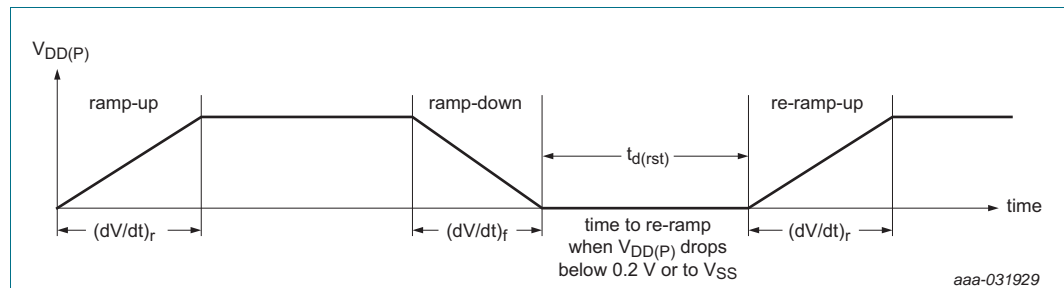 V_DD(P)
ramp-up
ramp-down
re-ramp-up
t_d(rst)
time
(dV/dt)_r
(dV/dt)_f
time to re-ramp
when V_DD(P) drops
below 0.2 V or to V_SS
(dV/dt)_r
aaa-031929